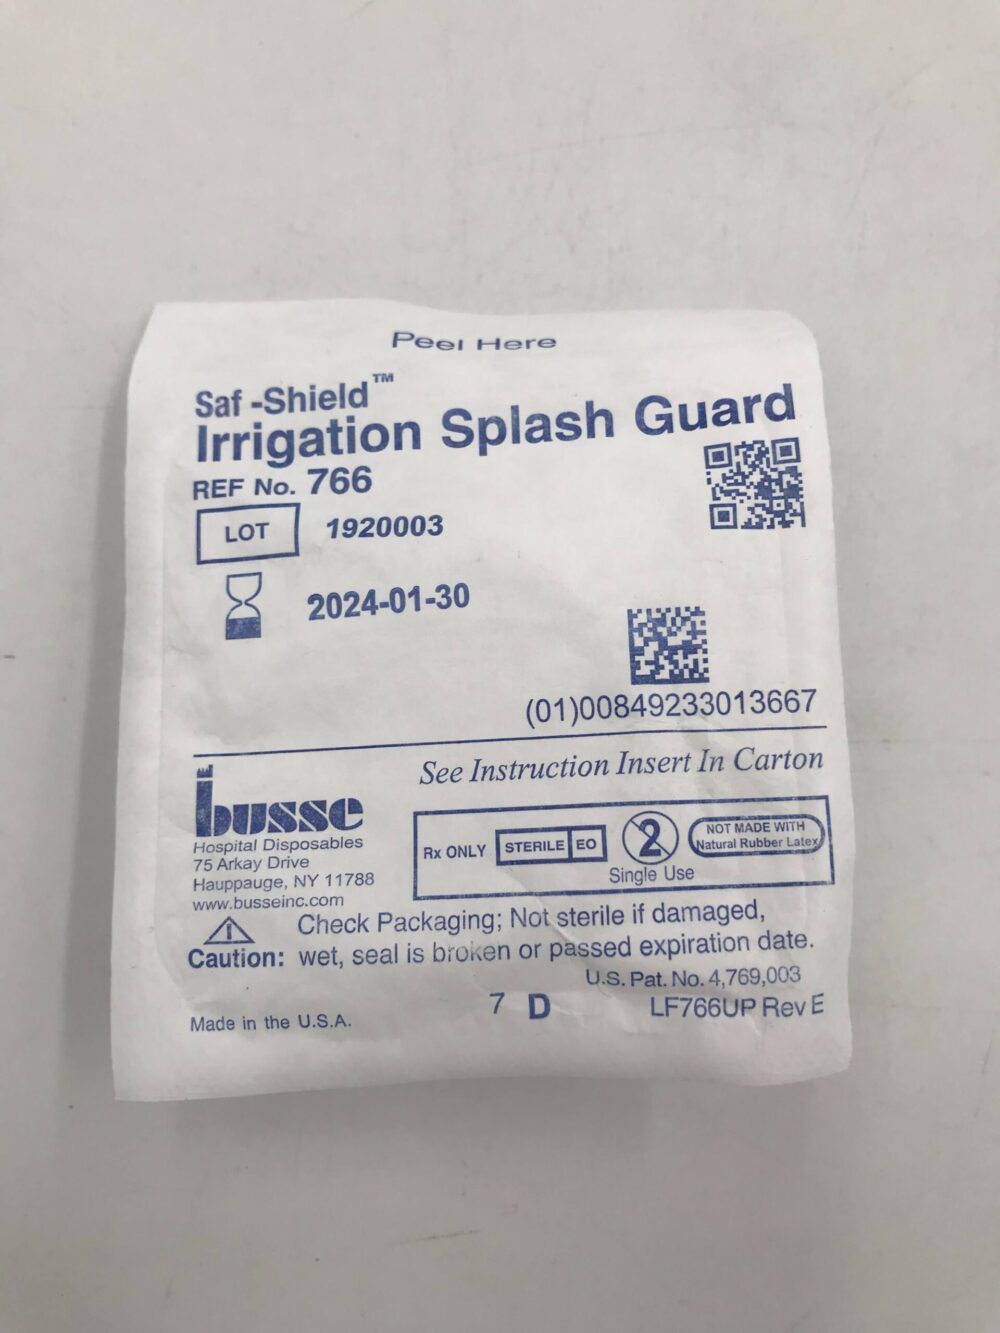 Peel Here
Saf -Shield™
Irrigation Splash Guard
REF No. 766
LOT 1920003
2024-01-30
(01)00849233013667
See Instruction Insert In Carton
busse
Hospital Disposables
75 Arkay Drive
Hauppauge, NY 11788
www.busseinc.com
Rx ONLY STERILE EO 2 NOT MADE WITH
Natural Rubber Latex
Single Use
Caution: Check Packaging; Not sterile if damaged,
wet, seal is broken or passed expiration date.
U.S. Pat. No. 4,769,003
Made in the U.S.A. 7 D LF766UP Rev E